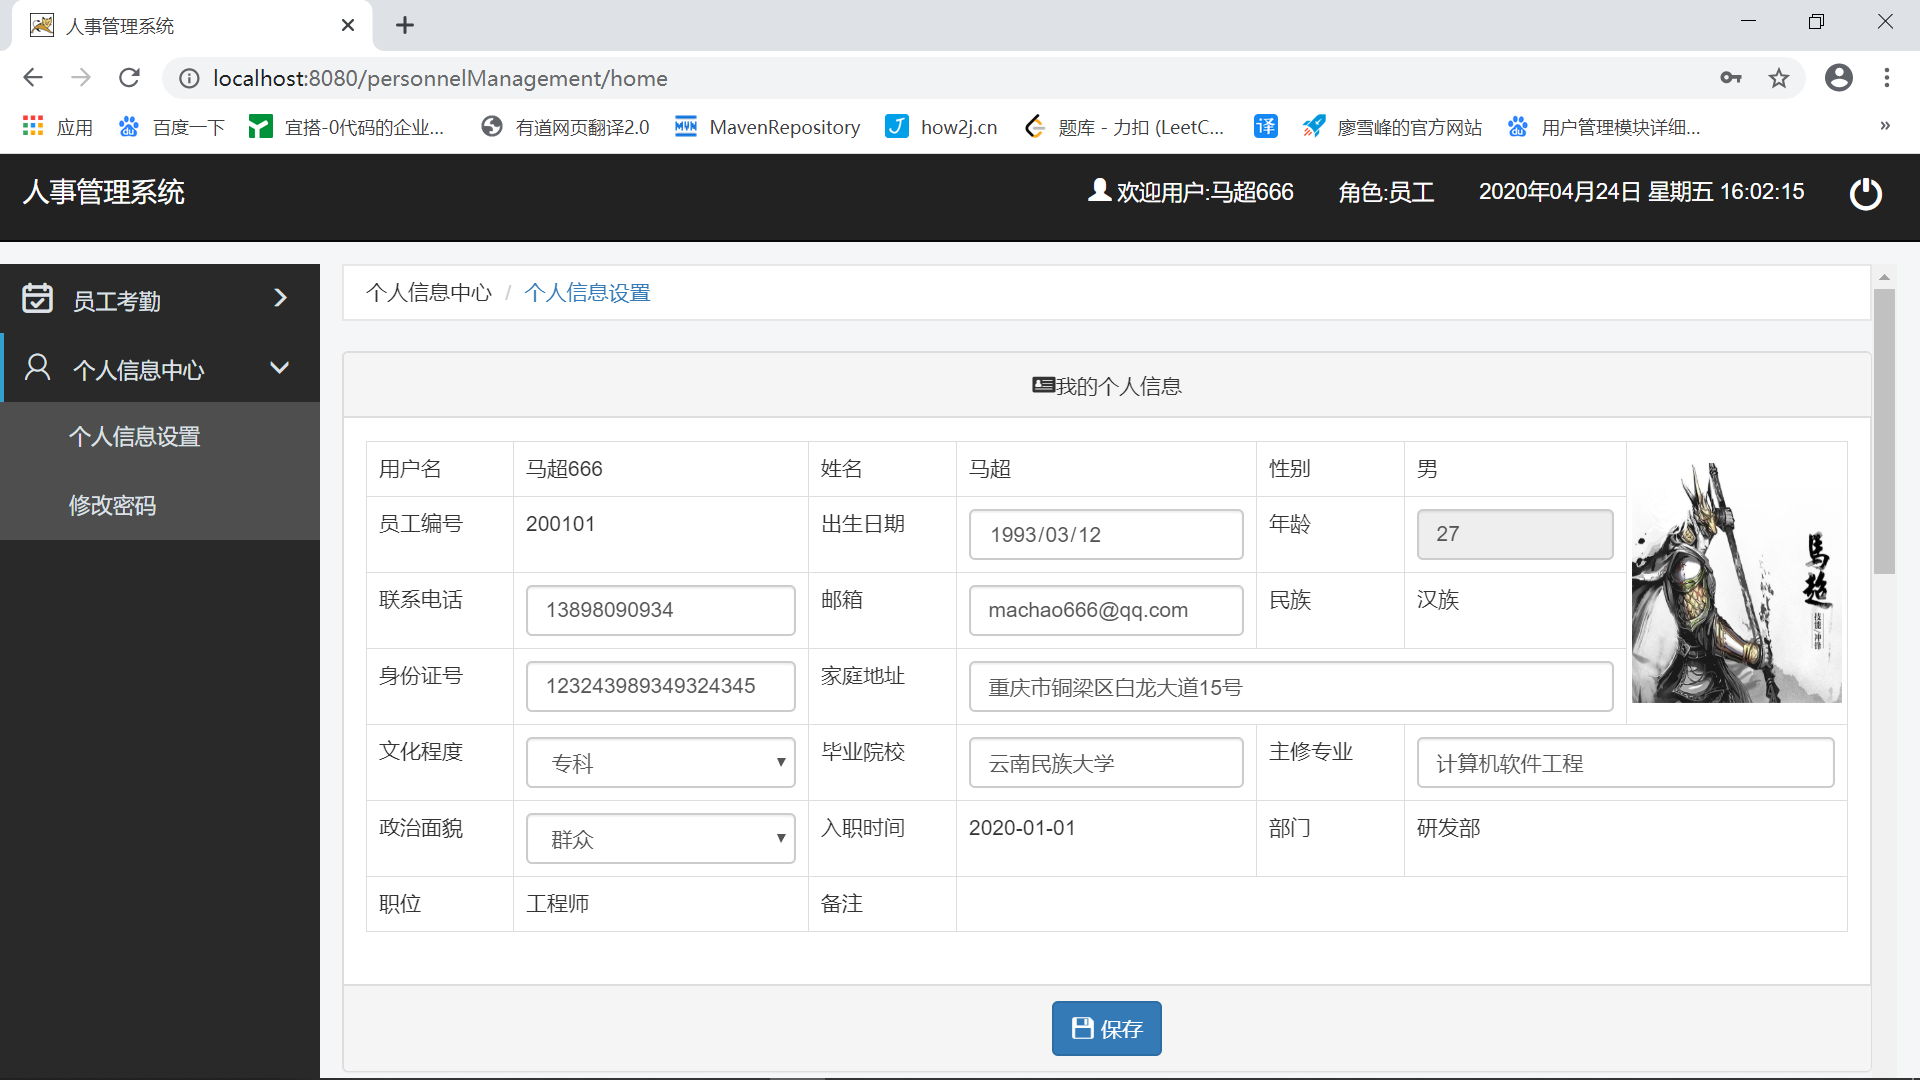 人事管理系统
localhost:8080/personnelManagement/home
应用 百度一下 宜搭-0代码的企业... 有道网页翻译2.0 MavenRepository how2j.cn 题库 - 力扣 (LeetC... 译 廖雪峰的官方网站 用户管理模块详细... »
人事管理系统 欢迎用户:马超666 角色:员工 2020年04月24日 星期五 16:02:15
员工考勤
个人信息中心
个人信息设置
修改密码
个人信息中心 / 个人信息设置
我的个人信息
用户名 马超666 姓名 马超 性别 男
员工编号 200101 出生日期 1993/03/12 年龄 27
联系电话 13898090934 邮箱 machao666@qq.com 民族 汉族
身份证号 123243989349324345 家庭地址 重庆市铜梁区白龙大道15号
馬超
技能/冲锋
文化程度 专科 毕业院校 云南民族大学 主修专业 计算机软件工程
政治面貌 群众 入职时间 2020-01-01 部门 研发部
职位 工程师 备注
保存